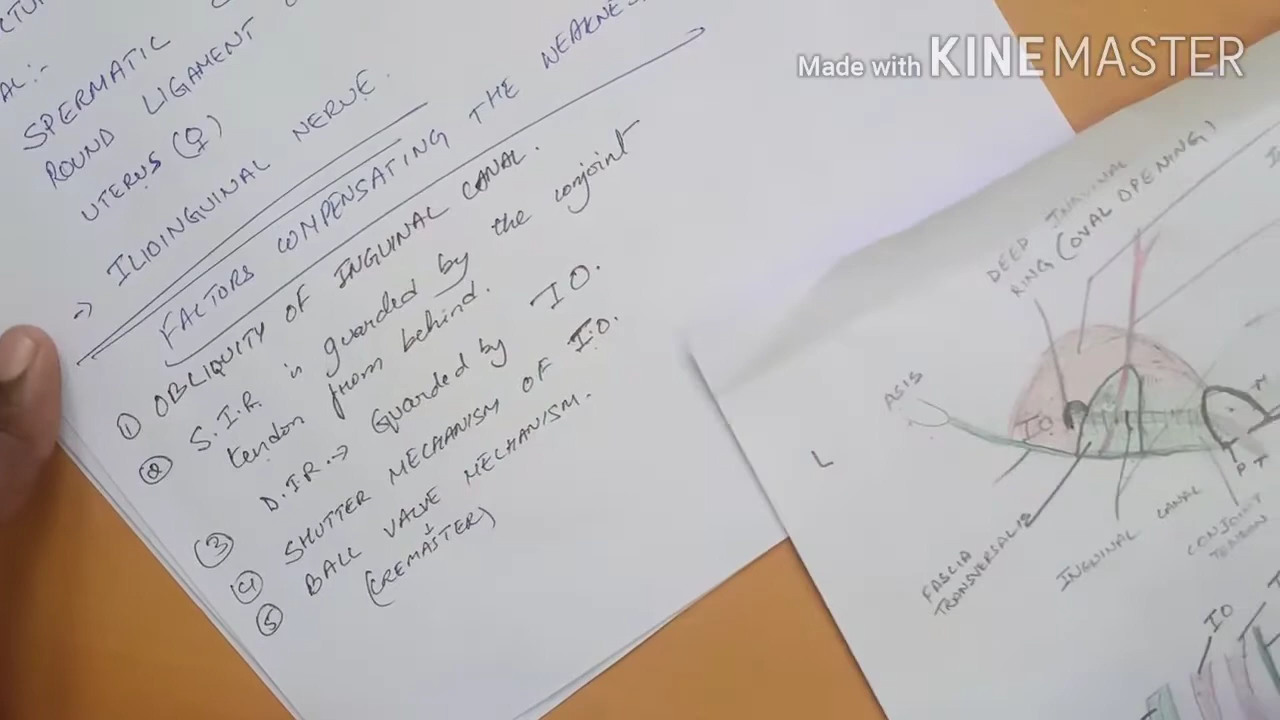 Made with KINEMASTER
AL:-
SPERMATIC
ROUND LIGAMENT
UTERUS (♀)
-> ILIOINGUINAL NERVE.
FACTORS COMPENSATING THE
① OBLIQUITY OF INGUINAL CANAL.
② S.I.R is guarded by the conjoint
tendon from behind.
③ D.I.R.-> Guarded by IO.
④ SHUTTER MECHANISM OF I.O.
⑤ BALL VALVE MECHANISM.
↓
(CREMASTER)
DEEP INGUINAL
RING (OVAL OPENING)
ASIS
IO
L
P T
FASCIA
TRANSVERSALIS
INGUINAL CANAL
CONJOINT
TENDON
IO